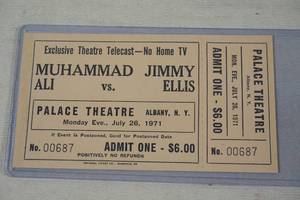 Exclusive Theatre Telecast—No Home TV
MUHAMMAD JIMMY
ALI vs. ELLIS
PALACE THEATRE ALBANY, N. Y.
Monday Eve., July 26, 1971
If Event is Postponed, Good for Postponed Date
No. 00687 ADMIT ONE - $6.00
POSITIVELY NO REFUNDS
PALACE THEATRE
Albany, N. Y.
MON. EVE., JULY 26, 1971
ADMIT ONE - $6.00
No. 00687